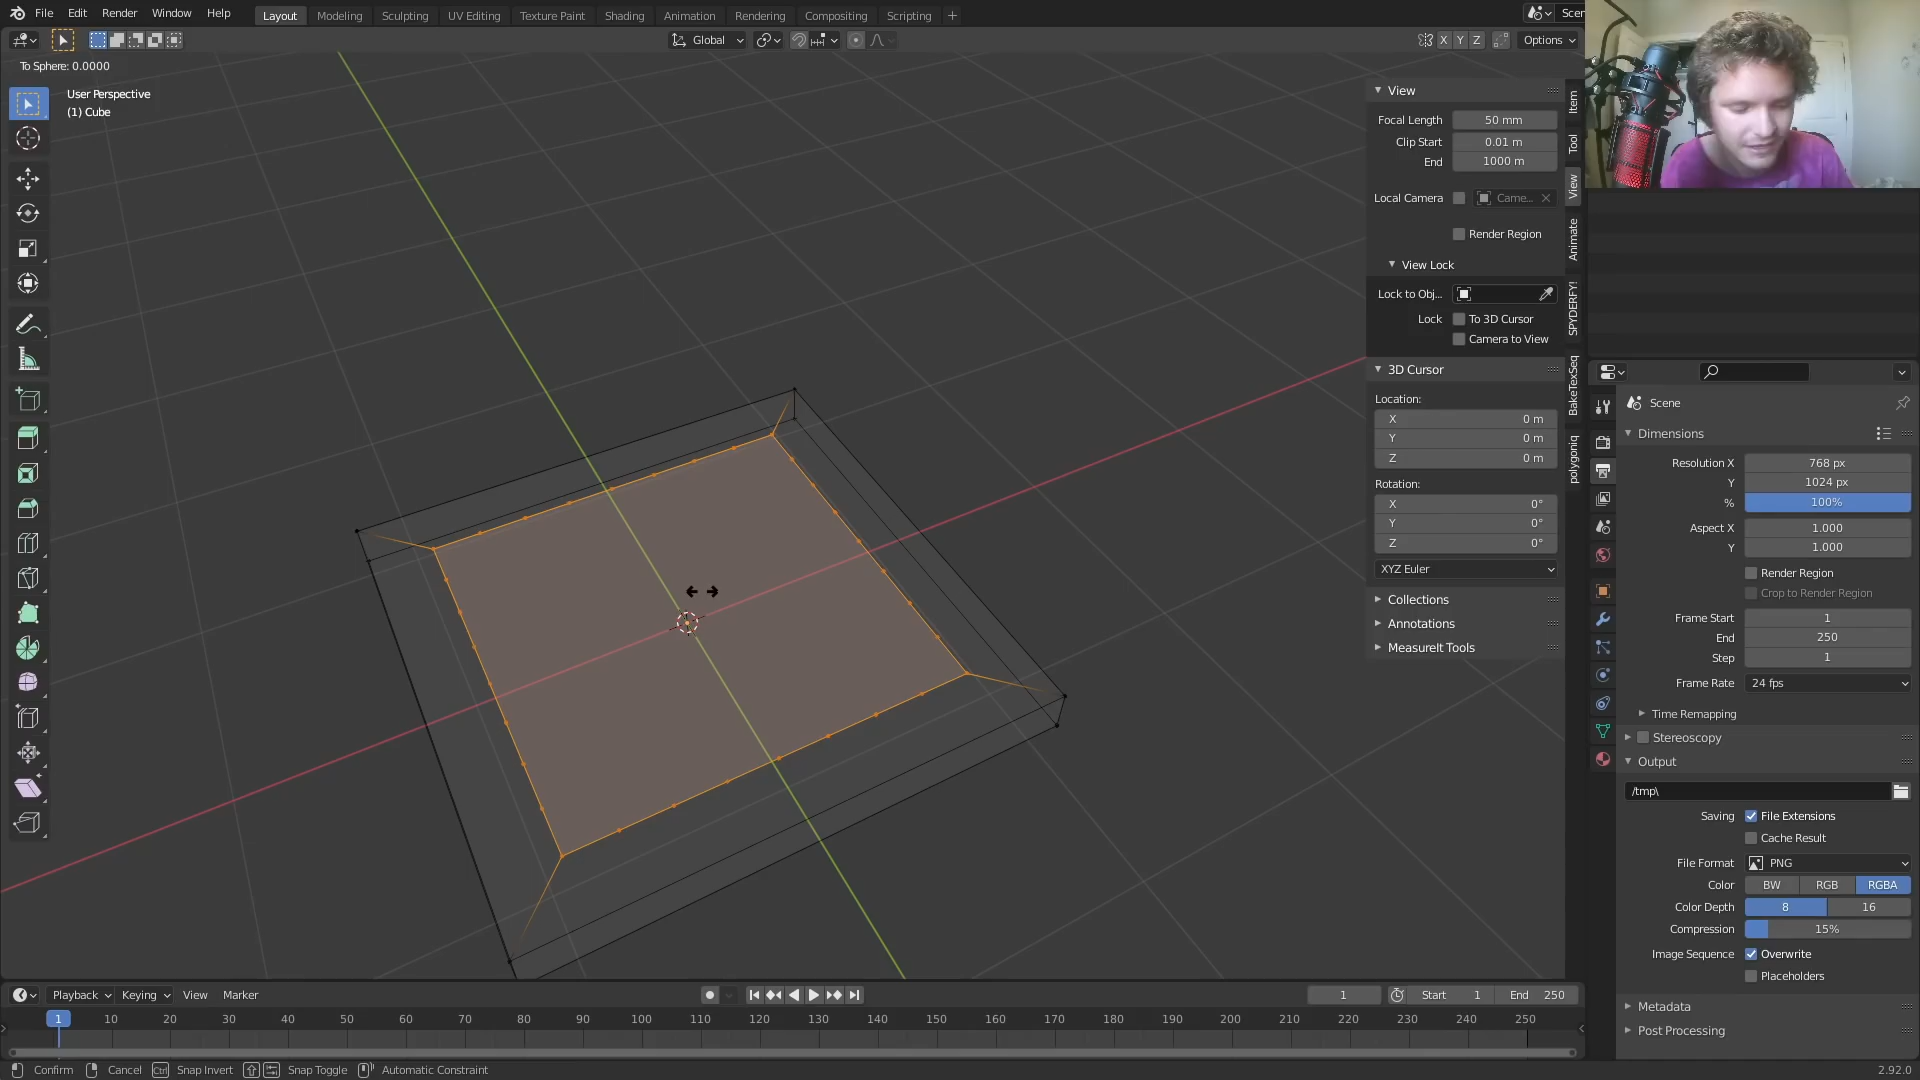 File Edit Render Window Help
Layout Modeling Sculpting UV Editing Texture Paint Shading Animation Rendering Compositing Scripting +
Scen
Global
X Y Z Options
To Sphere: 0.0000
User Perspective
(1) Cube
View
Focal Length 50 mm
Clip Start 0.01 m
End 1000 m
Local Camera Came...
Render Region
View Lock
Lock to Obj...
Lock To 3D Cursor
Camera to View
3D Cursor
Location:
X 0 m
Y 0 m
Z 0 m
Rotation:
X 0°
Y 0°
Z 0°
XYZ Euler
Collections
Annotations
MeasureIt Tools
Item
Tool
View
Animate
SPYDERFY!
BakeTexSeq
polygoniq
Scene
Dimensions
Resolution X 768 px
Y 1024 px
% 100%
Aspect X 1.000
Y 1.000
Render Region
Crop to Render Region
Frame Start 1
End 250
Step 1
Frame Rate 24 fps
Time Remapping
Stereoscopy
Output
/tmp\
Saving File Extensions
Cache Result
File Format PNG
Color BW RGB RGBA
Color Depth 8 16
Compression 15%
Image Sequence Overwrite
Placeholders
Metadata
Post Processing
Playback Keying View Marker
1 Start 1 End 250
1 10 20 30 40 50 60 70 80 90 100 110 120 130 140 150 160 170 180 190 200 210 220 230 240 250
Confirm Cancel Ctrl Snap Invert Snap Toggle Automatic Constraint
2.92.0